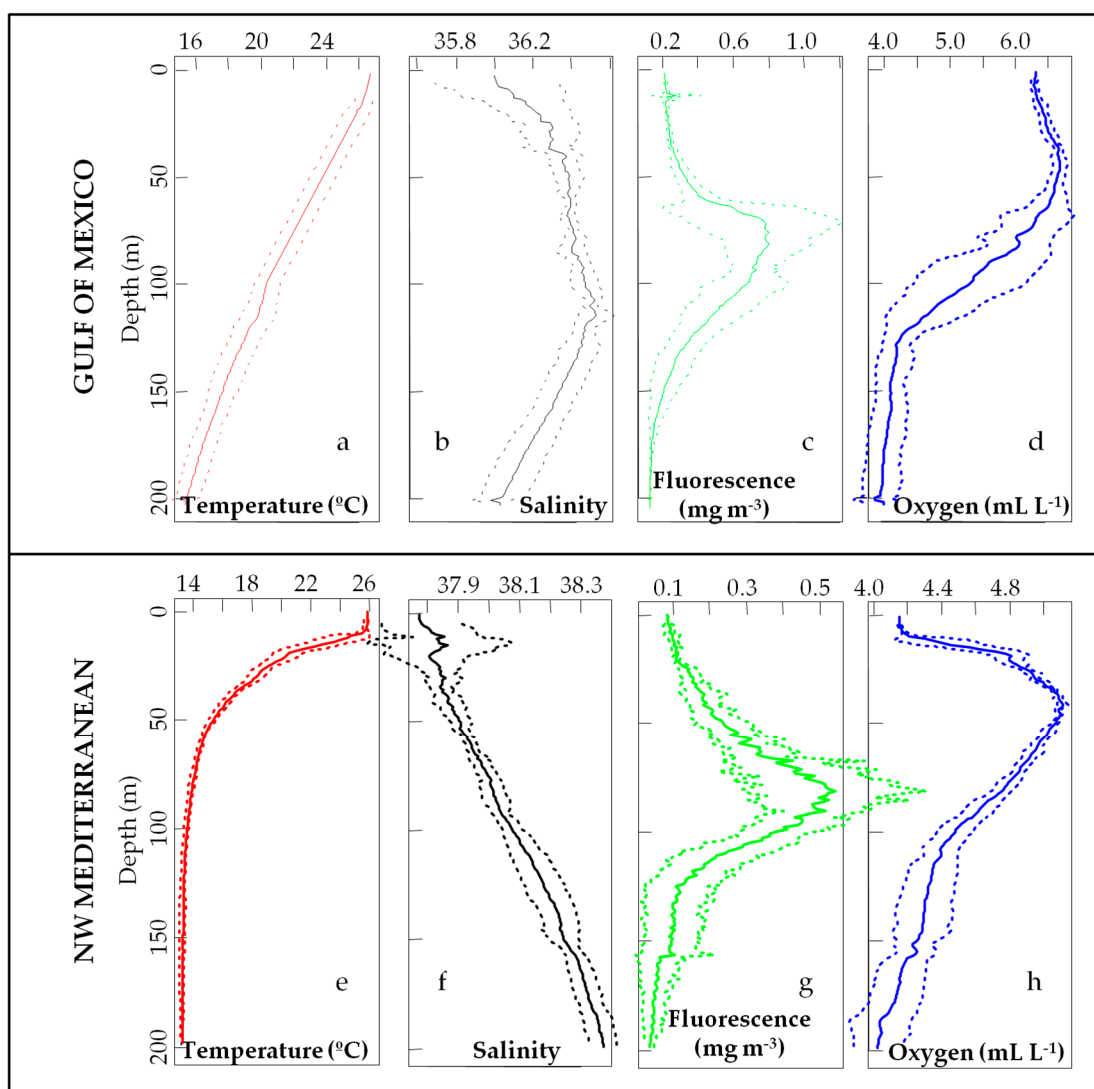 16 20 24
35.8 36.2
0.2 0.6 1.0
4.0 5.0 6.0
GULF OF MEXICO
Depth (m)
0
50
100
150
200
a
b
c
d
Temperature (ºC)
Salinity
Fluorescence
(mg m-3)
Oxygen (mL L-1)
14 18 22 26
37.9 38.1 38.3
0.1 0.3 0.5
4.0 4.4 4.8
NW MEDITERRANEAN
Depth (m)
0
50
100
150
200
e
f
g
h
Temperature (ºC)
Salinity
Fluorescence
(mg m-3)
Oxygen (mL L-1)